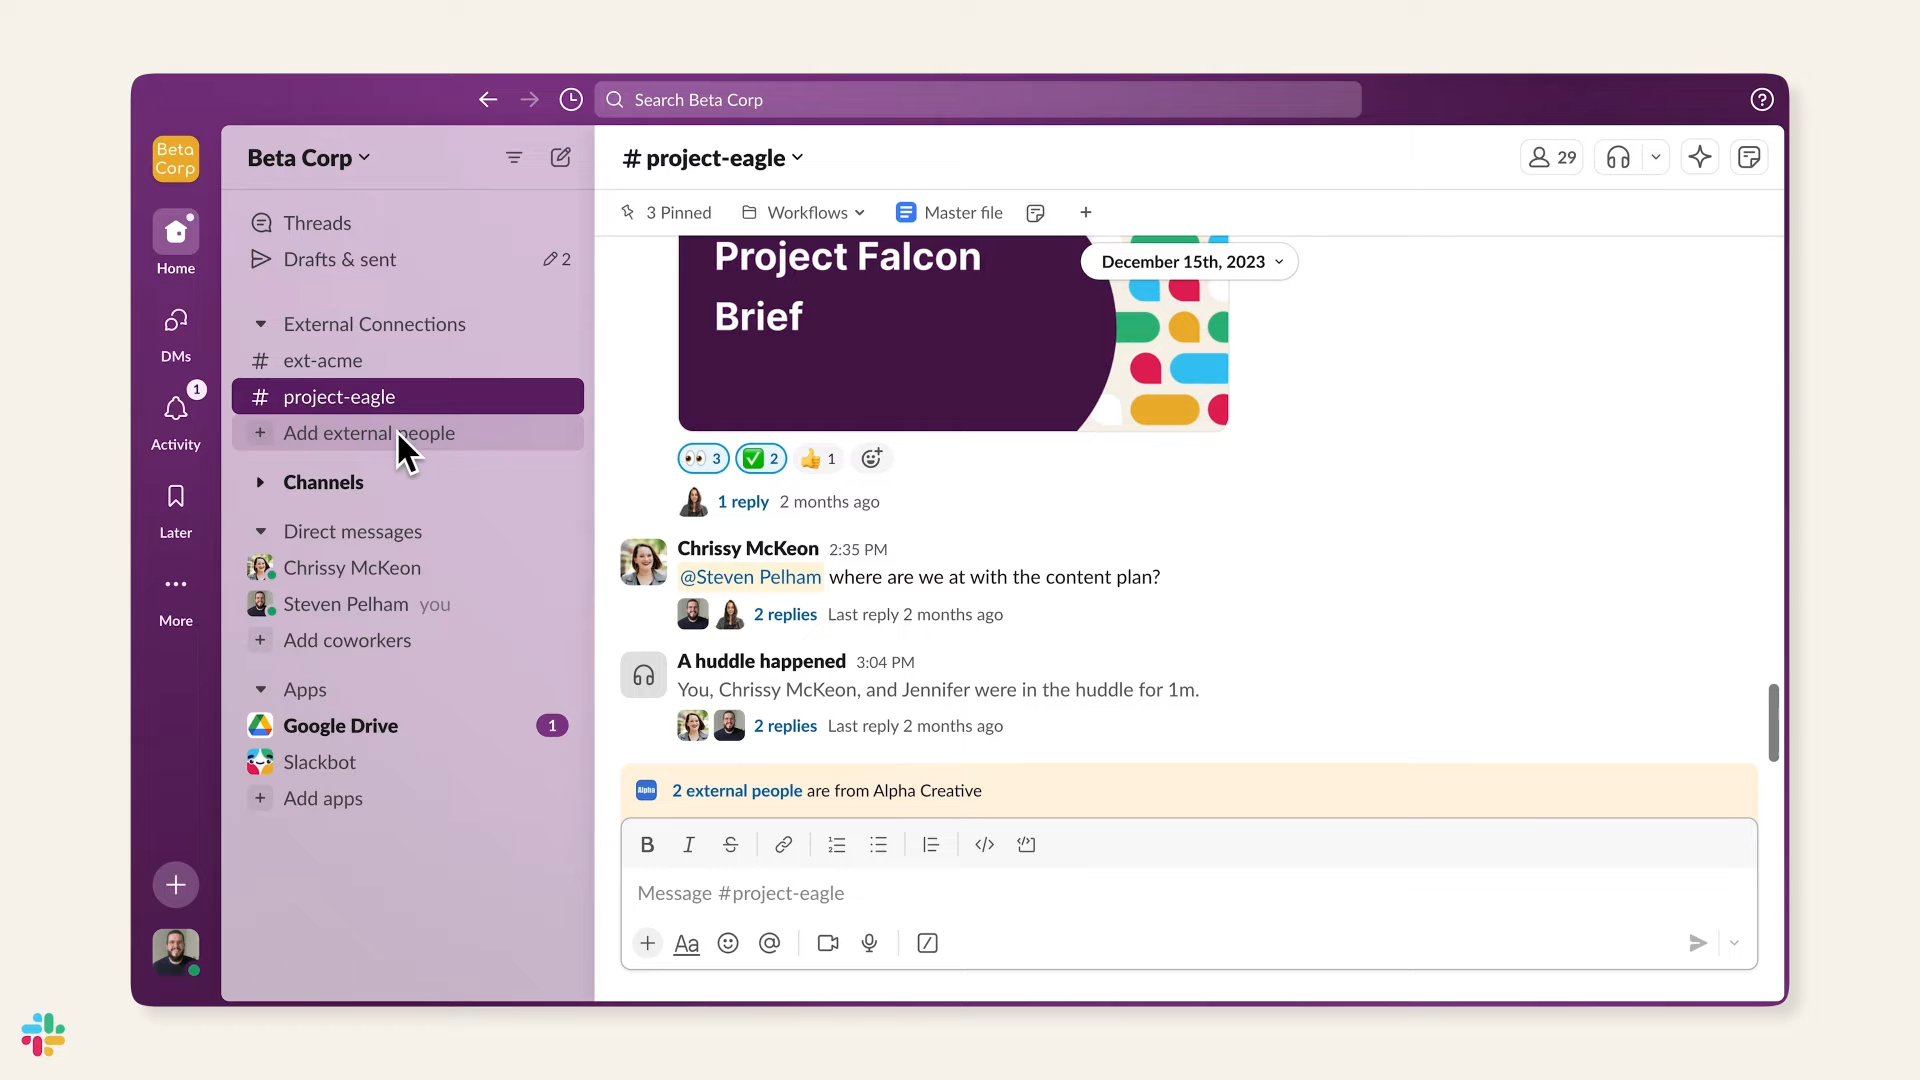 Search Beta Corp
Beta
Corp
Home
DMs
1
Activity
Later
More
Beta Corp
Threads
Drafts & sent
2
External Connections
# ext-acme
# project-eagle
+ Add external people
Channels
Direct messages
Chrissy McKeon
Steven Pelham you
+ Add coworkers
Apps
Google Drive
1
Slackbot
+ Add apps
# project-eagle
29
3 Pinned
Workflows
Master file
December 15th, 2023
Project Falcon
Brief
3
2
1
1 reply 2 months ago
Chrissy McKeon 2:35 PM
@Steven Pelham where are we at with the content plan?
2 replies Last reply 2 months ago
A huddle happened 3:04 PM
You, Chrissy McKeon, and Jennifer were in the huddle for 1m.
2 replies Last reply 2 months ago
Alpha
2 external people are from Alpha Creative
Message #project-eagle
Aa